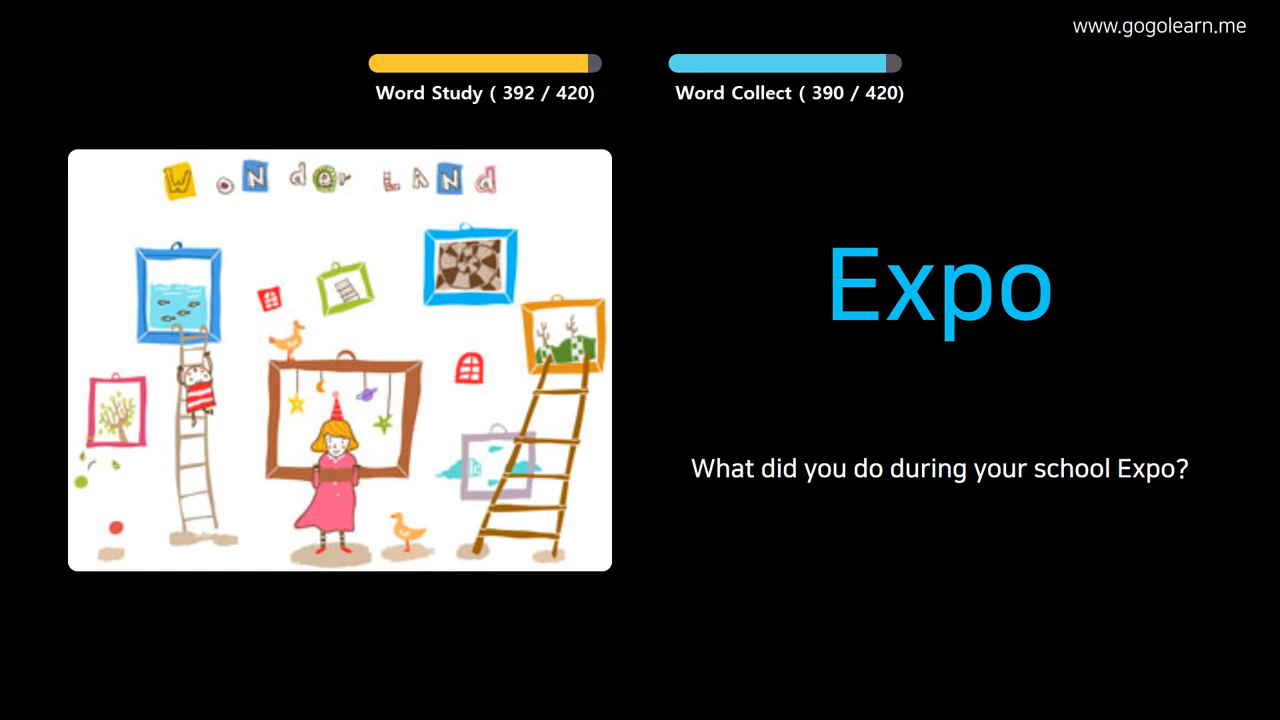 www.gogolearn.me
Word Study ( 392 / 420)
Word Collect ( 390 / 420)
WoNdEr LANd
Expo
What did you do during your school Expo?